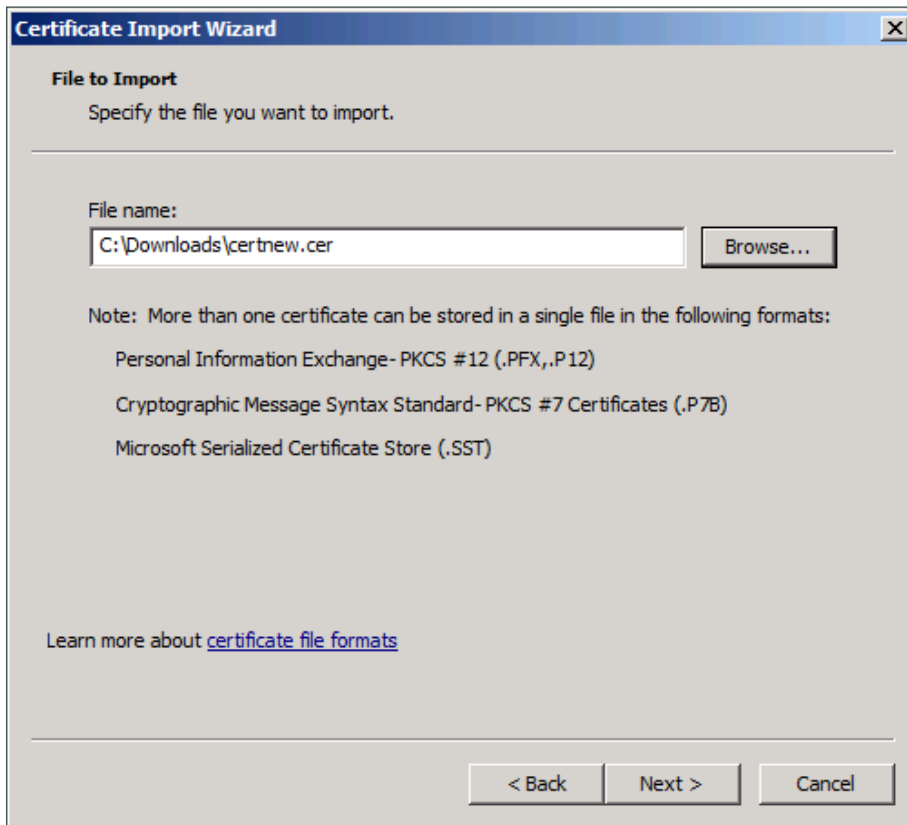 Certificate Import Wizard
File to Import
Specify the file you want to import.
File name:
C:\Downloads\certnew.cer
Browse...
Note:  More than one certificate can be stored in a single file in the following formats:
Personal Information Exchange- PKCS #12 (.PFX,.P12)
Cryptographic Message Syntax Standard- PKCS #7 Certificates (.P7B)
Microsoft Serialized Certificate Store (.SST)
Learn more about certificate file formats
< Back
Next >
Cancel